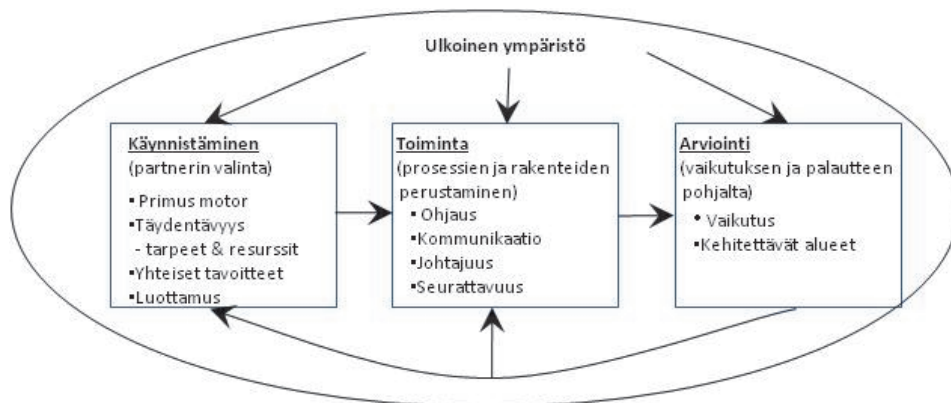 Ulkoinen ympäristö
Käynnistäminen
(partnerin valinta)
▪ Primus motor
▪Täydentävyys
- tarpeet & resurssit
▪Yhteiset tavoitteet
▪Luottamus
Toiminta
(prosessien ja rakenteiden
perustaminen)
▪ Ohjaus
▪Kommunikaatio
▪Johtajuus
▪Seurattavuus
Arviointi
(vaikutuksen ja palautteen
pohjalta)
• Vaikutus
▪Kehitettävät alueet